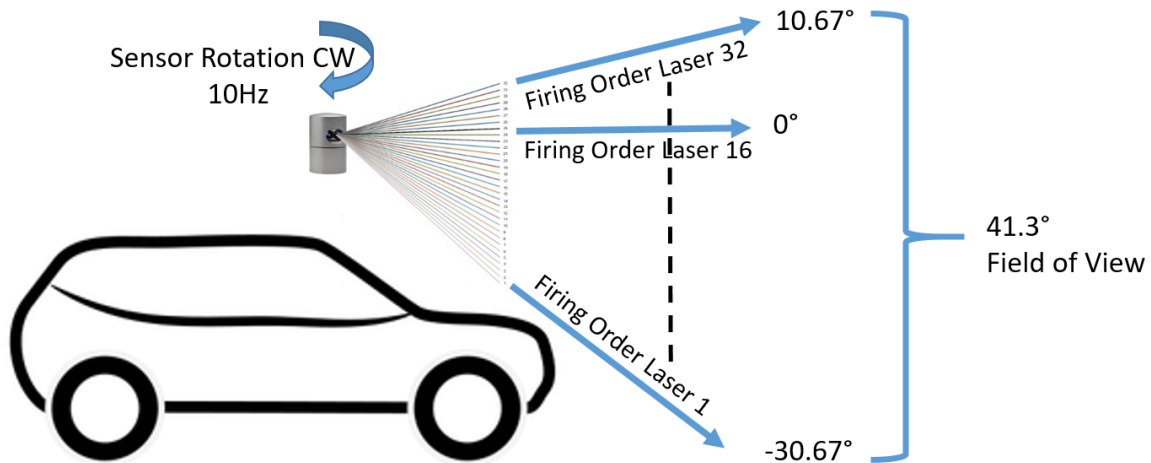 Sensor Rotation CW
10Hz
10.67°
Firing Order Laser 32
0°
Firing Order Laser 16
41.3°
Field of View
Firing Order Laser 1
-30.67°